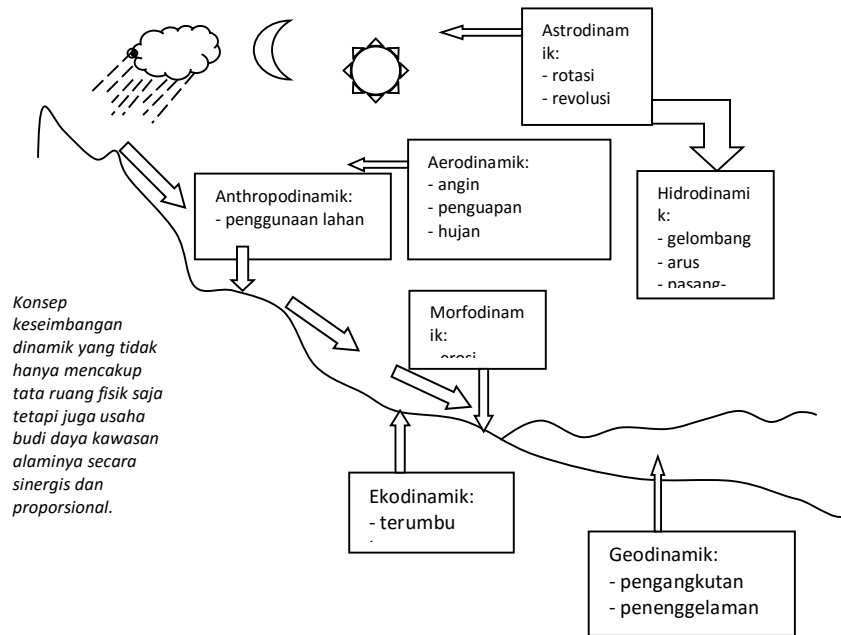 Astrodinam
ik:
- rotasi
- revolusi
Aerodinamik:
- angin
- penguapan
- hujan
Anthropodinamik:
- penggunaan lahan
Hidrodinami
k:
- gelombang
- arus
- pasang-
Konsep
keseimbangan
dinamik yang tidak
hanya mencakup
tata ruang fisik saja
tetapi juga usaha
budi daya kawasan
alaminya secara
sinergis dan
proporsional.
Morfodinam
ik:
- erosi
Ekodinamik:
- terumbu
Geodinamik:
- pengangkutan
- penenggelaman